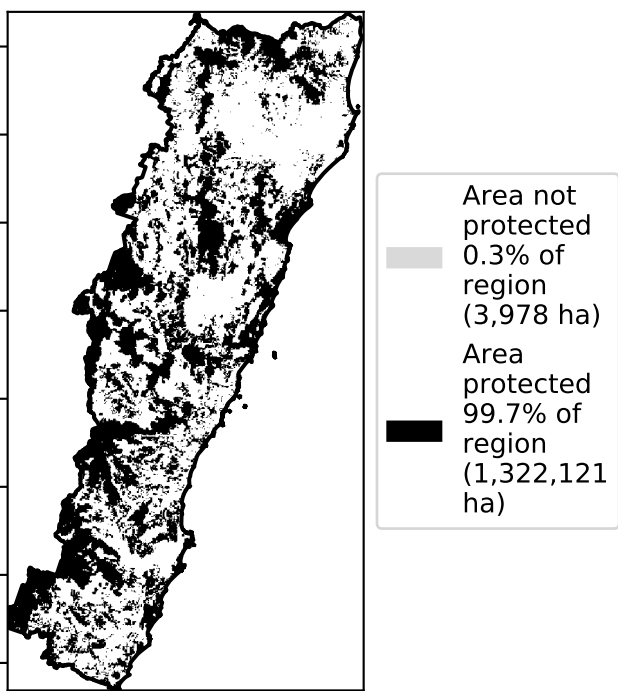 Area not
protected
0.3% of
region
(3,978 ha)
Area
protected
99.7% of
region
(1,322,121
ha)